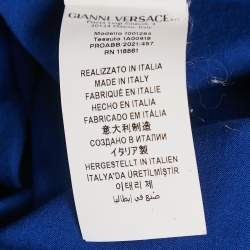 GIANNI VERSACE
Modello 1001284
Tessuto 1A00919
PROABB:2021:457
RN 118861
REALIZZATO IN ITALIA
MADE IN ITALY
FABRIQUÉ EN ITALIE
HECHO EN ITALIA
FABRICADO EM ITÁLIA
意大利制造
СОЗДАНО В ИТАЛИИ
イタリア製
HERGESTELLT IN ITALIEN
İTALYA'DA ÜRETİLMİŞTİR
이태리 제
صنع في إيطاليا